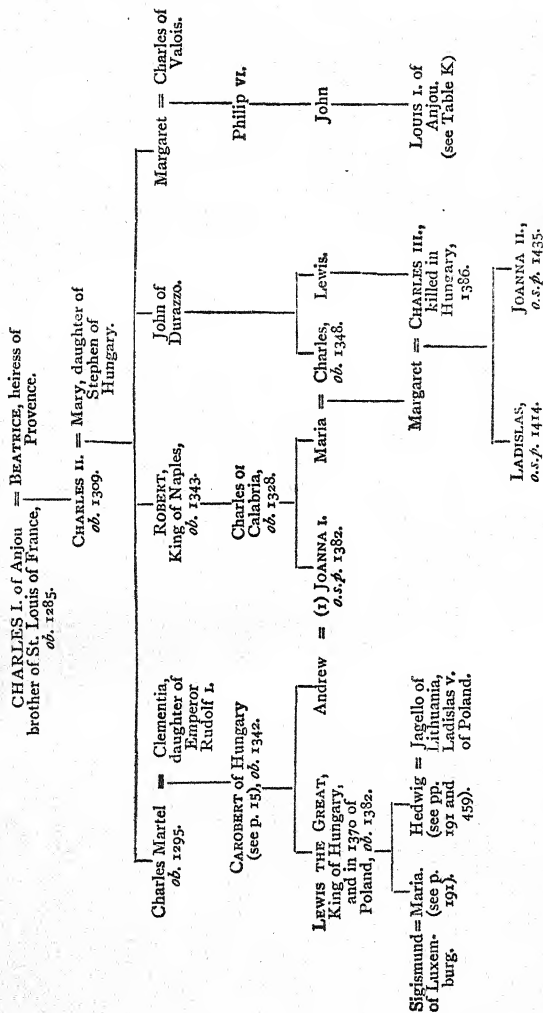 CHARLES I. of Anjou = BEATRICE, heiress of
brother of St. Louis of France, Provence.
ob. 1285.
CHARLES II. = Mary, daughter of
ob. 1309. Stephen of
Hungary.
Charles Martel = Clementia,
ob. 1295. daughter of
Emperor
Rudolf I.
ROBERT,
King of Naples,
ob. 1343.
John of
Durazzo.
Margaret = Charles of
Valois.
CAROBERT of Hungary
(see p. 15), ob. 1342.
Charles of
Calabria,
ob. 1328.
Philip VI.
LEWIS THE GREAT,
King of Hungary,
and in 1370 of
Poland, ob. 1382.
Andrew = (1) JOANNA I.
o.s.p. 1382.
Maria = Charles,
ob. 1348.
Lewis.
John
Sigismund = Maria.
of Luxem- (see p.
burg. 191).
Hedwig = Jagello of
(see pp. Lithuania,
191 and Ladislas V.
459). of Poland.
Margaret = CHARLES III.,
killed in
Hungary,
1386.
LOUIS I. of
Anjou.
(see Table K)
LADISLAS,
o.s.p. 1414.
JOANNA II.,
o.s.p. 1435.